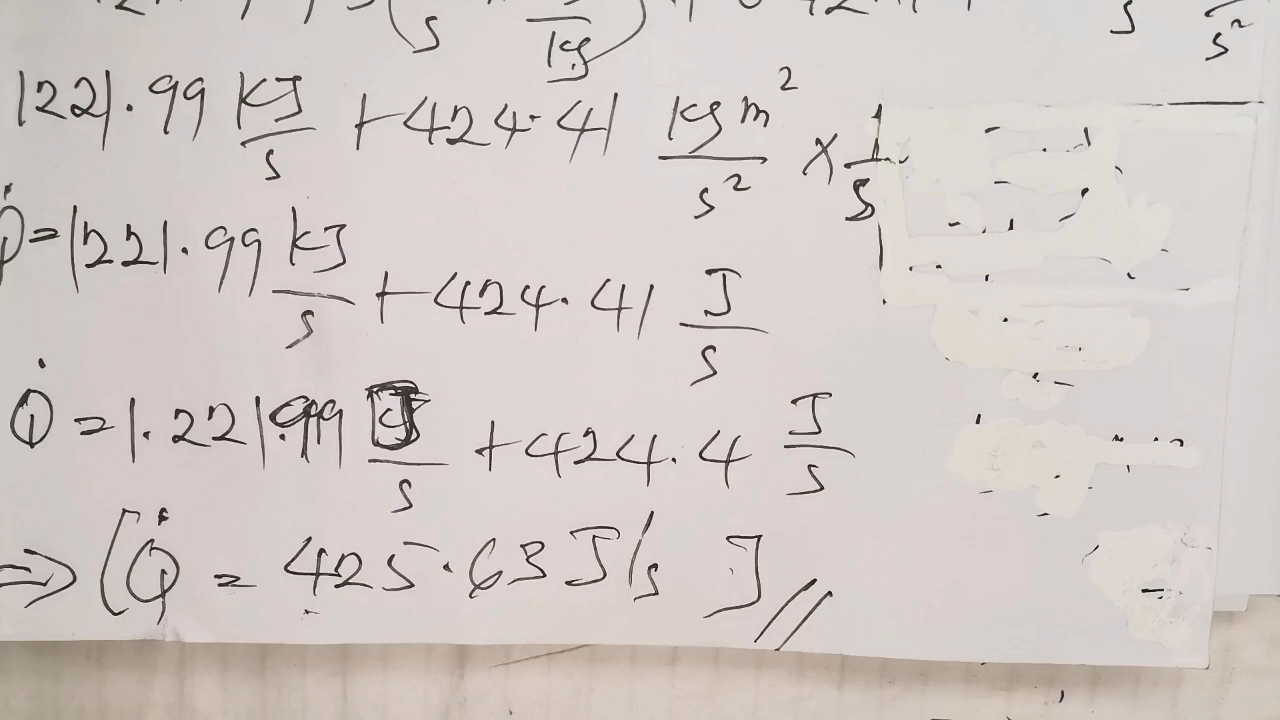 1221.99 kJ/s + 424.41 kg m²/s² × 1/s
Q̇ = 1221.99 kJ/s + 424.41 J/s
Q̇ = 1.22199 J/s + 424.4 J/s
⇒ [Q̇ = 425.63 J/s ]//